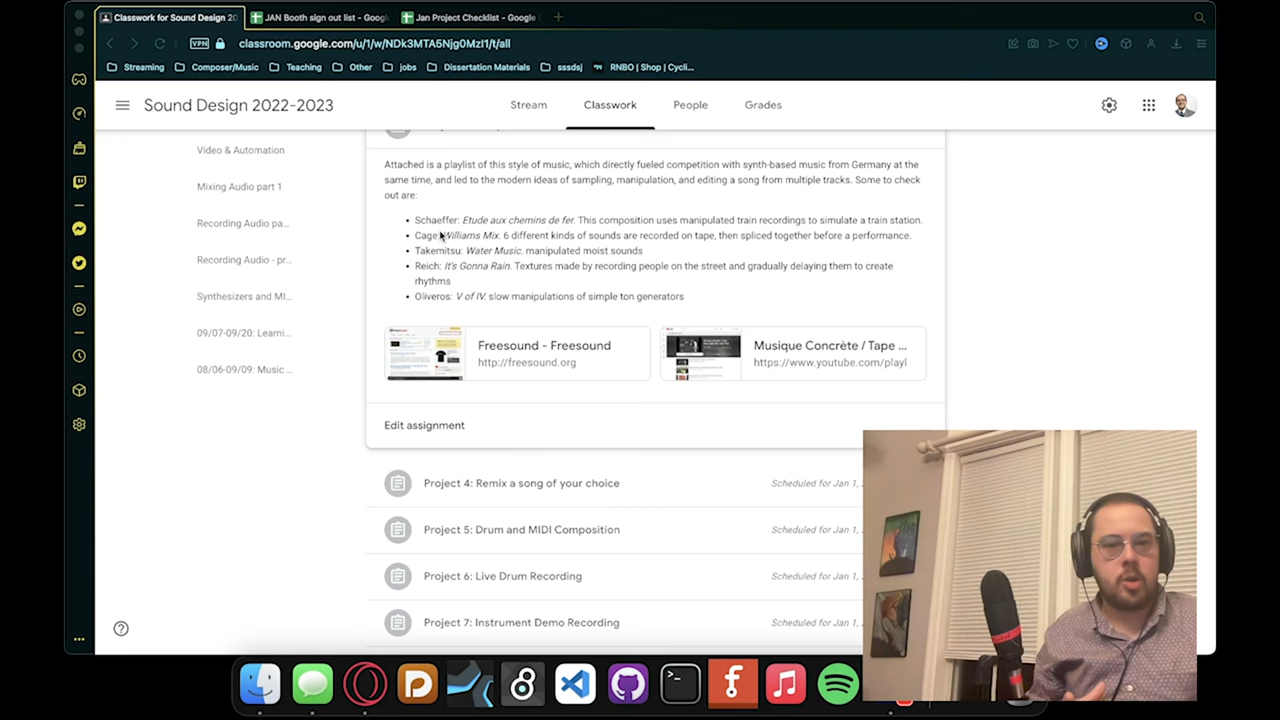 Classwork for Sound Design 20
JAN Booth sign out list - Goog
Jan Project Checklist - Google
VPN
classroom.google.com/u/1/w/NDk3MTA5Njg0MzI1/t/all
Streaming
Composer/Music
Teaching
Other
jobs
Dissertation Materials
sssdsj
RNBO | Shop | Cycli...
Sound Design 2022-2023
Stream
Classwork
People
Grades
Video & Automation
Mixing Audio part 1
Recording Audio pa...
Recording Audio - pr...
Synthesizers and MI...
09/07-09/20: Learni...
08/06-09/09: Music ...
Attached is a playlist of this style of music, which directly fueled competition with synth-based music from Germany at the
same time, and led to the modern ideas of sampling, manipulation, and editing a song from multiple tracks. Some to check
out are:
• Schaeffer: Etude aux chemins de fer. This composition uses manipulated train recordings to simulate a train station.
• Cage: Williams Mix. 6 different kinds of sounds are recorded on tape, then spliced together before a performance.
• Takemitsu: Water Music. manipulated moist sounds
• Reich: It's Gonna Rain. Textures made by recording people on the street and gradually delaying them to create
rhythms
• Oliveros: V of IV. slow manipulations of simple ton generators
Freesound - Freesound
http://freesound.org
Musique Concrète / Tape ...
https://www.youtube.com/playl
Edit assignment
Project 4: Remix a song of your choice
Scheduled for Jan 1,
Project 5: Drum and MIDI Composition
Scheduled for Jan 1,
Project 6: Live Drum Recording
Scheduled for Jan 1,
Project 7: Instrument Demo Recording
Scheduled for Jan 1,